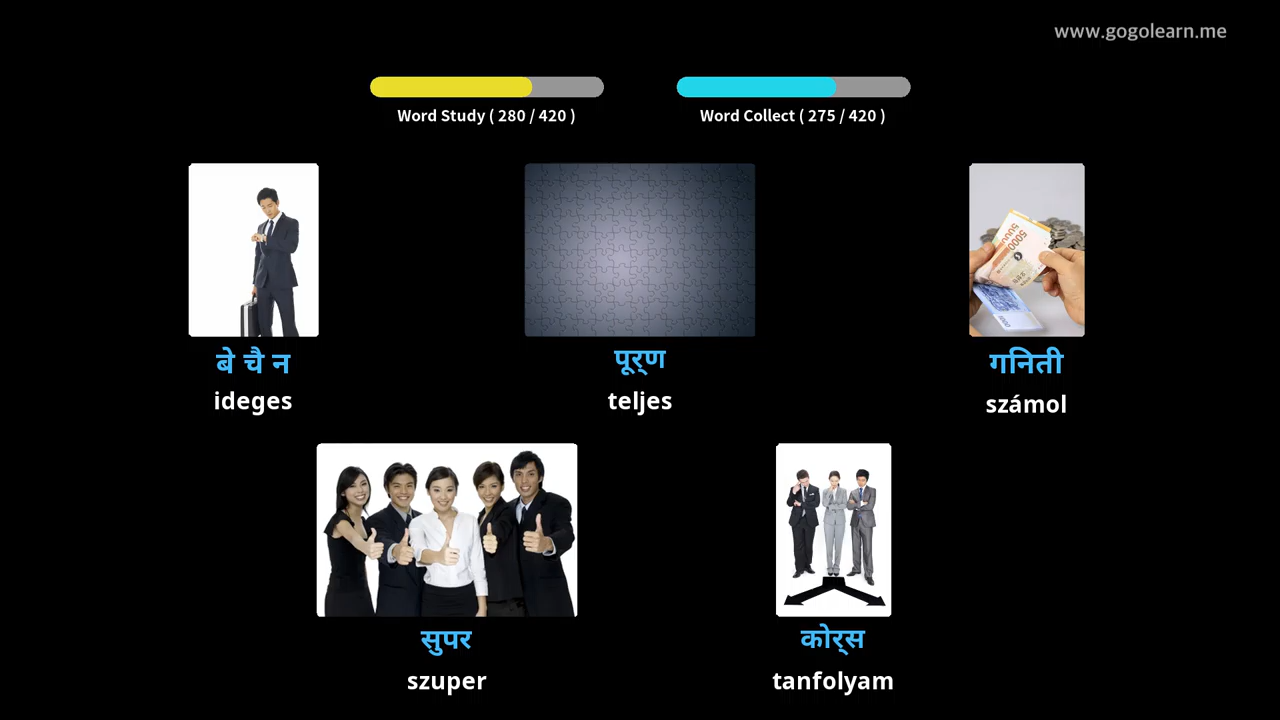 www.gogolearn.me
Word Study ( 280 / 420 )
Word Collect ( 275 / 420 )
बे चै न
पूर्ण
गनिती
ideges
teljes
számol
सुपर
कोर्स
szuper
tanfolyam